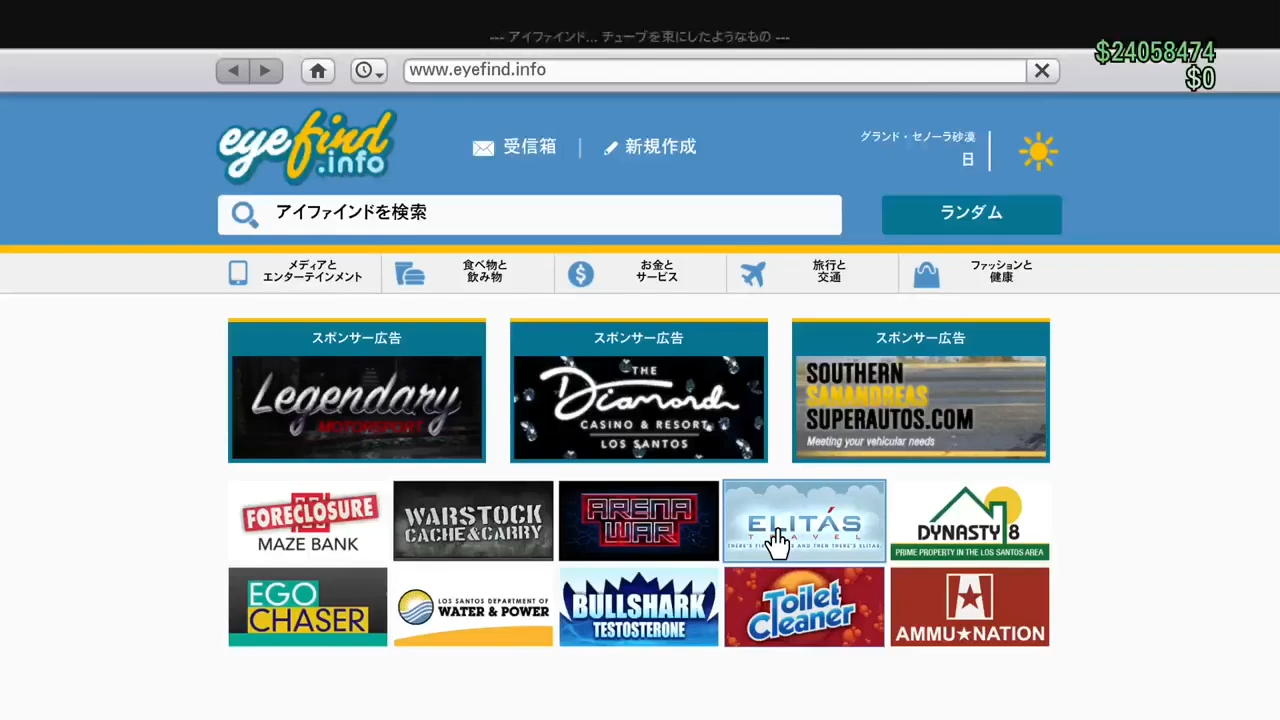 --- アイファインド... チューブを束にしたようなもの ---
$24058474
$0
www.eyefind.info
eyefind
.info
受信箱
新規作成
グランド・セノーラ砂漠
日
アイファインドを検索
ランダム
メディアと
エンターテインメント
食べ物と
飲み物
お金と
サービス
旅行と
交通
ファッションと
健康
スポンサー広告
Legendary
MOTORSPORT
スポンサー広告
THE
Diamond
CASINO & RESORT
LOS SANTOS
スポンサー広告
SOUTHERN
SANANDREAS
SUPERAUTOS.COM
Meeting your vehicular needs
FORECLOSURE
MAZE BANK
WARSTOCK
CACHE&CARRY
ARENA
WAR
ELITÁS
TRAVEL
DYNASTY 8
PRIME PROPERTY IN THE LOS SANTOS AREA
EGO
CHASER
LOS SANTOS DEPARTMENT OF
WATER & POWER
BULLSHARK
TESTOSTERONE
Toilet
Cleaner
AMMU★NATION